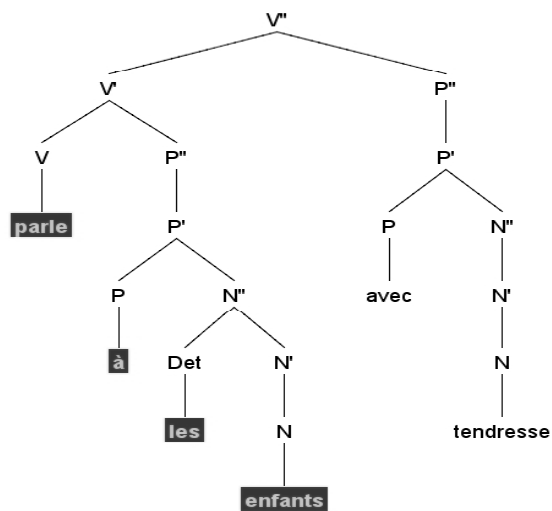 V"
V' P"
V P" P'
parle P' P N"
P N" avec N'
à Det N' N
les N tendresse
enfants